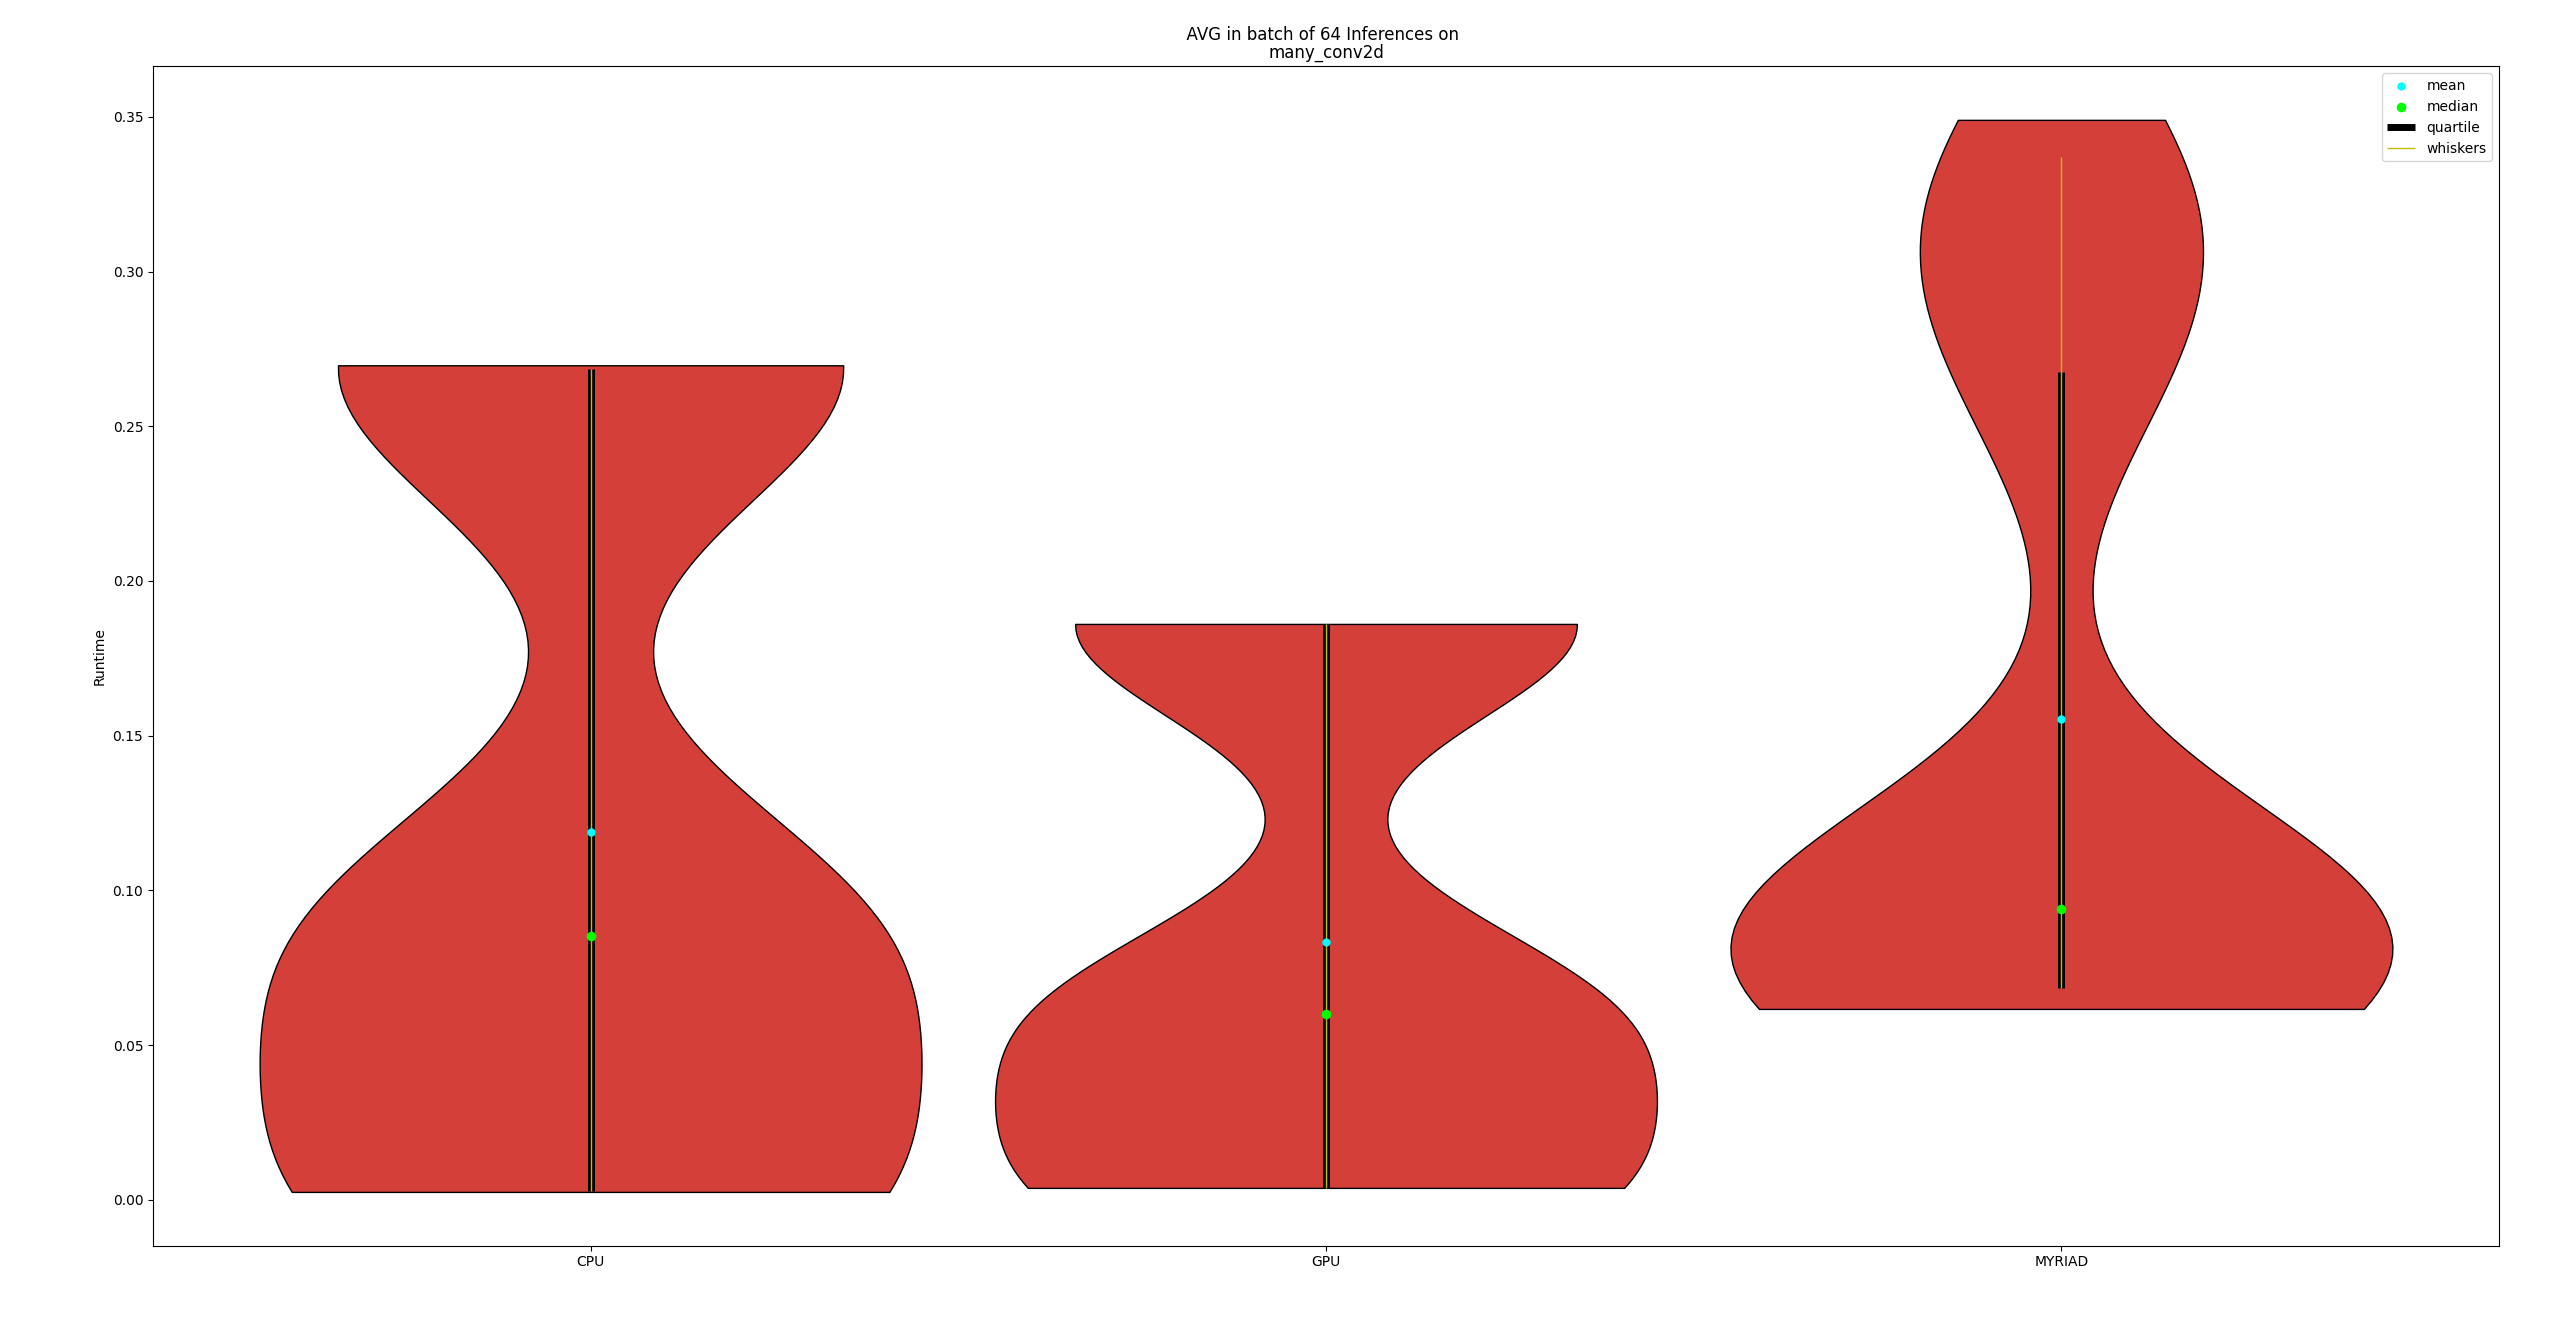 AVG in batch of 64 Inferences on
many_conv2d
mean
median
quartile
whiskers
0.35
0.30
0.25
0.20
0.15
0.10
0.05
0.00
Runtime
CPU
GPU
MYRIAD